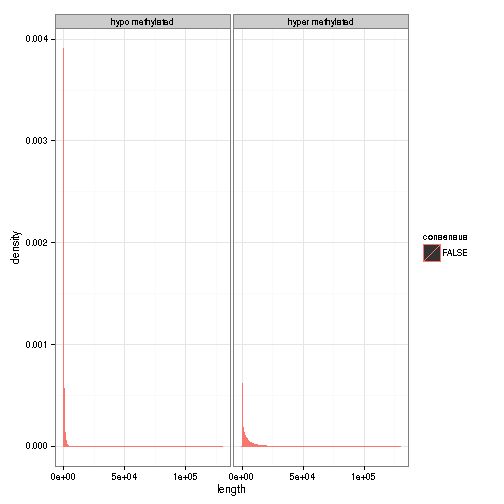 hypo methylated
hyper methylated
0.004
0.003
0.002
0.001
0.000
density
consensus
FALSE
0e+00
5e+04
1e+05
0e+00
5e+04
1e+05
length